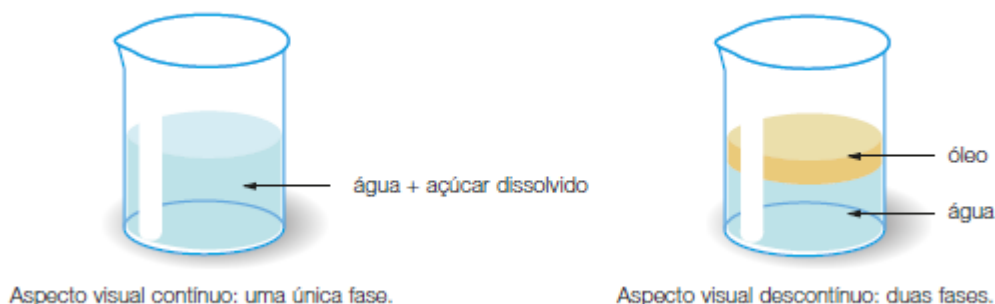 água + açúcar dissolvido
Aspecto visual contínuo: uma única fase.
óleo
água
Aspecto visual descontínuo: duas fases.